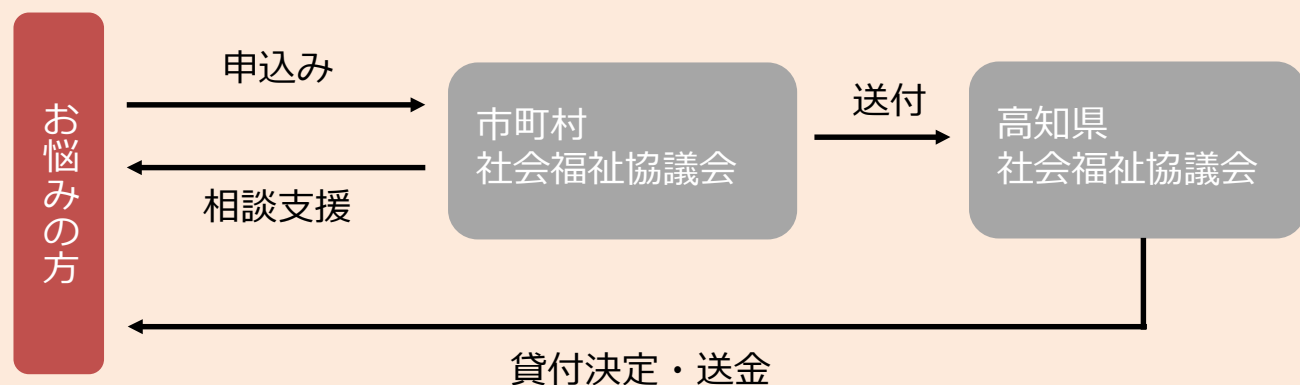 お悩みの方
申込み
相談支援
市町村
社会福祉協議会
送付
高知県
社会福祉協議会
貸付決定・送金